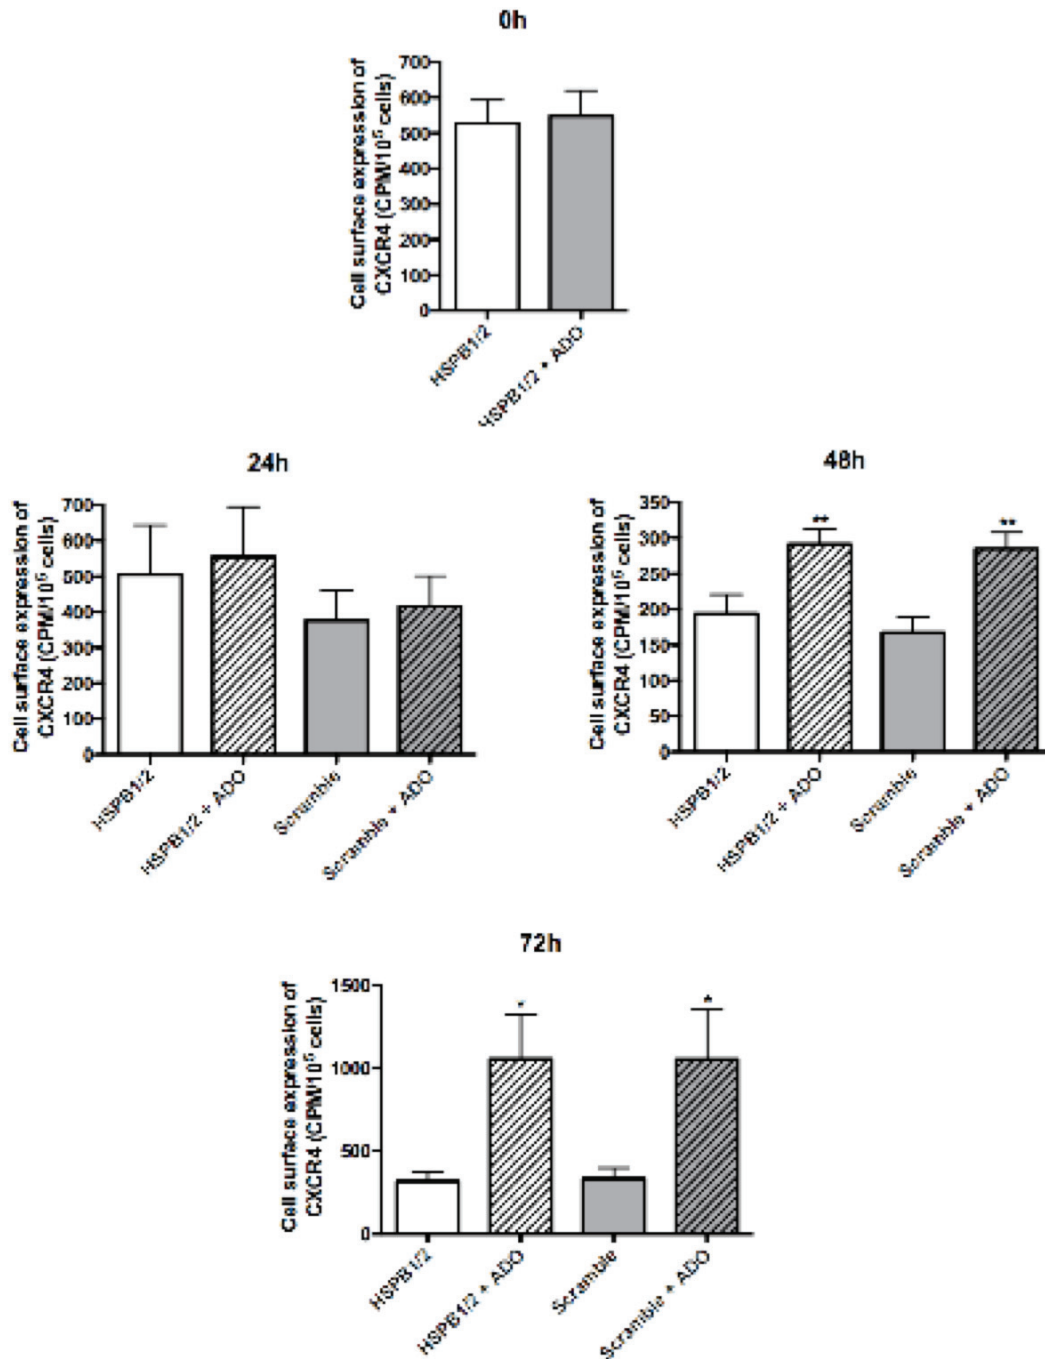 0h
Cell surface expression of
CXCR4 (CPM/10⁵ cells)
700
600
500
400
300
200
100
0
HSPB1/2
HSPB1/2 + ADO
24h
Cell surface expression of
CXCR4 (CPM/10⁵ cells)
700
600
500
400
300
200
100
0
HSPB1/2
HSPB1/2 + ADO
Scramble
Scramble + ADO
48h
Cell surface expression of
CXCR4 (CPM/10⁵ cells)
350
300
250
200
150
100
50
0
**
**
HSPB1/2
HSPB1/2 + ADO
Scramble
Scramble + ADO
72h
Cell surface expression of
CXCR4 (CPM/10⁵ cells)
1500
1000
500
0
*
*
HSPB1/2
HSPB1/2 + ADO
Scramble
Scramble + ADO